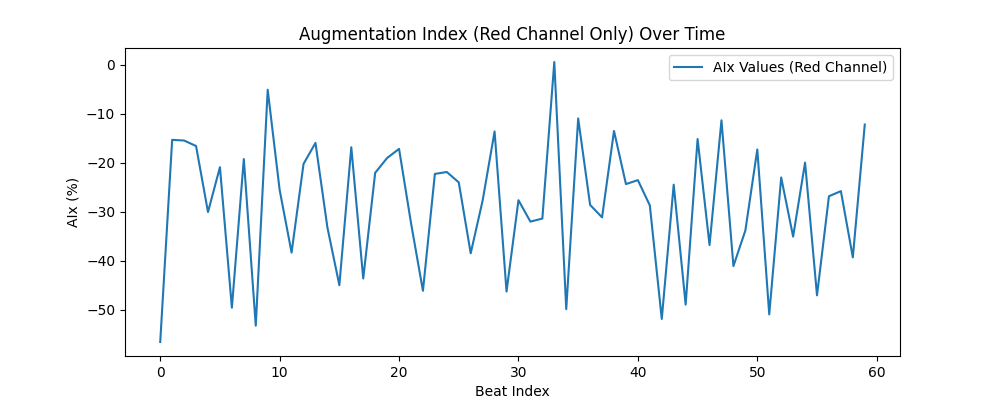 Augmentation Index (Red Channel Only) Over Time
AIx Values (Red Channel)
AIx (%)
0
−10
−20
−30
−40
−50
0 10 20 30 40 50 60
Beat Index